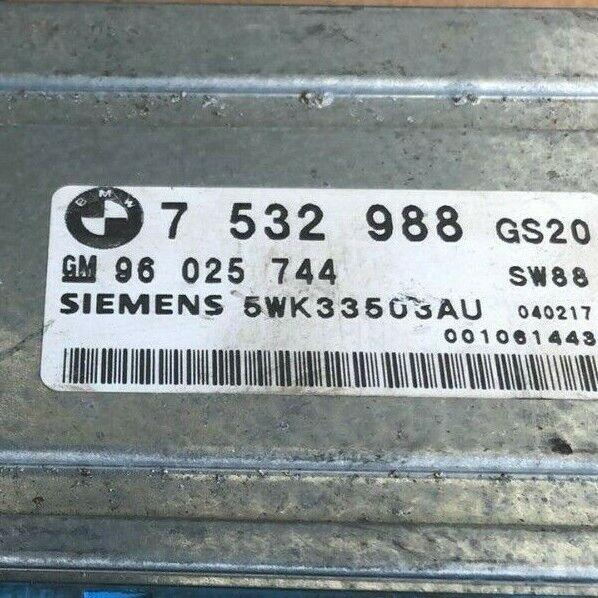 BMW 7 532 988 GS20
GM 96 025 744 SW88
SIEMENS 5WK33503AU 040217
001061443